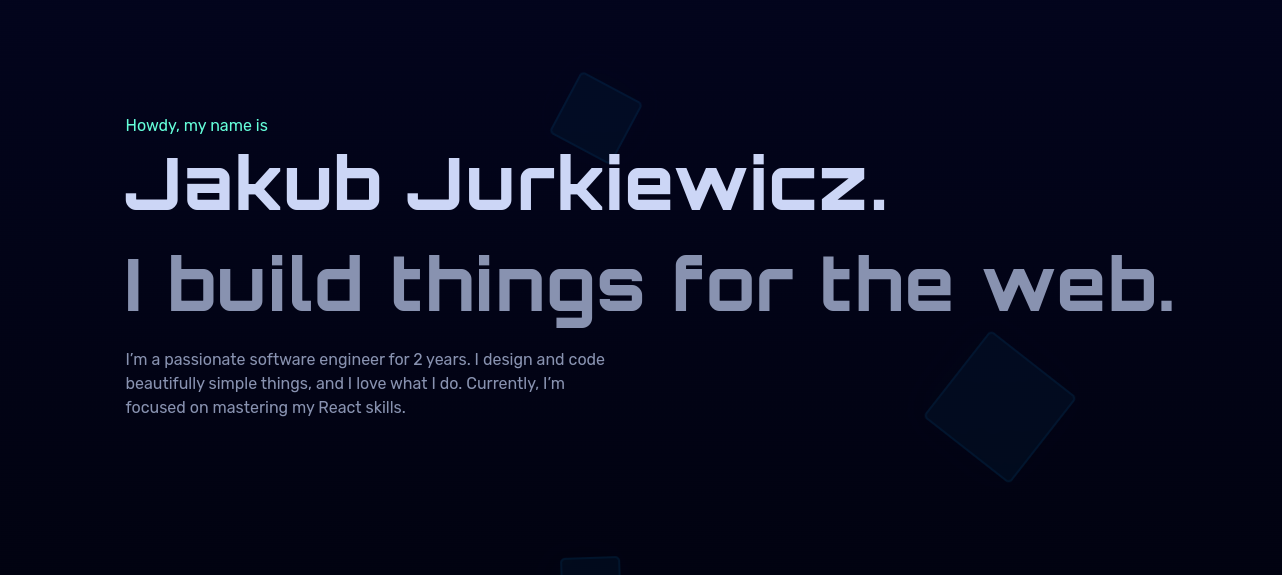 Howdy, my name is
Jakub Jurkiewicz.
I build things for the web.
I’m a passionate software engineer for 2 years. I design and code
beautifully simple things, and I love what I do. Currently, I’m
focused on mastering my React skills.